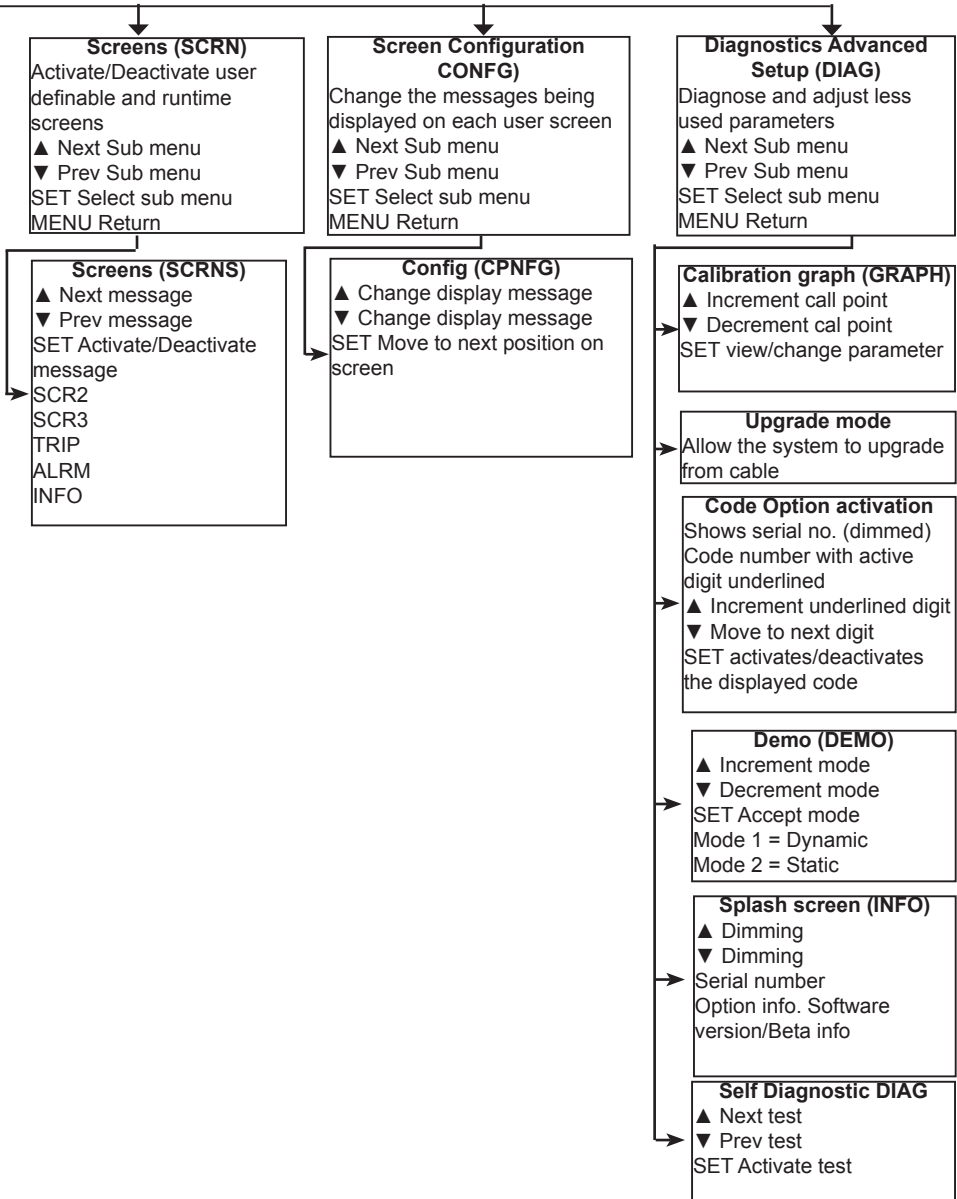 Screens (SCRN)
Activate/Deactivate user
definable and runtime
screens
▲ Next Sub menu
▼ Prev Sub menu
SET Select sub menu
MENU Return
Screen Configuration
CONFG)
Change the messages being
displayed on each user screen
▲ Next Sub menu
▼ Prev Sub menu
SET Select sub menu
MENU Return
Diagnostics Advanced
Setup (DIAG)
Diagnose and adjust less
used parameters
▲ Next Sub menu
▼ Prev Sub menu
SET Select sub menu
MENU Return
Screens (SCRNS)
▲ Next message
▼ Prev message
SET Activate/Deactivate
message
SCR2
SCR3
TRIP
ALRM
INFO
Config (CPNFG)
▲ Change display message
▼ Change display message
SET Move to next position on
screen
Calibration graph (GRAPH)
▲ Increment call point
▼ Decrement cal point
SET view/change parameter
Upgrade mode
Allow the system to upgrade
from cable
Code Option activation
Shows serial no. (dimmed)
Code number with active
digit underlined
▲ Increment underlined digit
▼ Move to next digit
SET activates/deactivates
the displayed code
Demo (DEMO)
▲ Increment mode
▼ Decrement mode
SET Accept mode
Mode 1 = Dynamic
Mode 2 = Static
Splash screen (INFO)
▲ Dimming
▼ Dimming
Serial number
Option info. Software
version/Beta info
Self Diagnostic DIAG
▲ Next test
▼ Prev test
SET Activate test